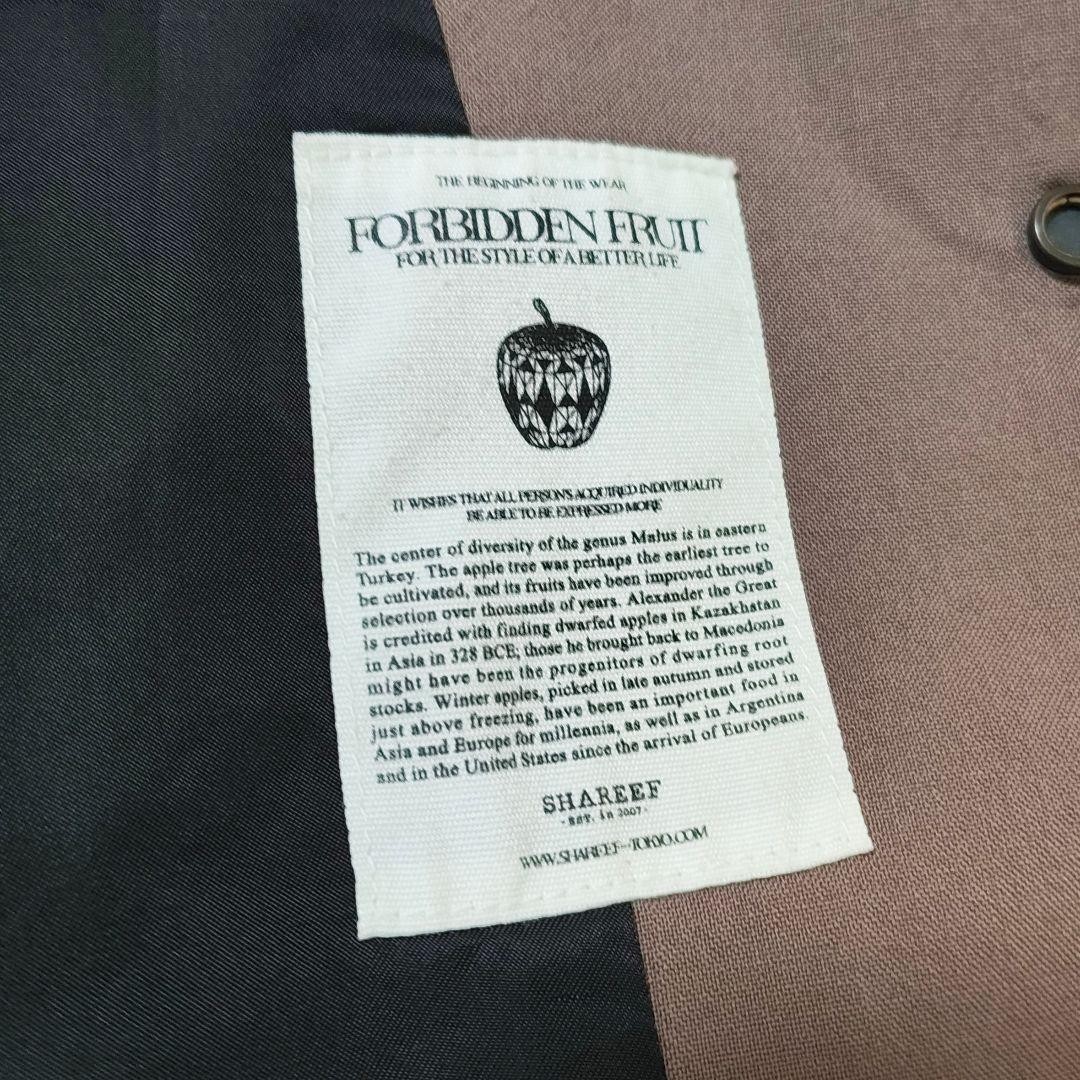 THE BEGINNING OF THE WEAR
FORBIDDEN FRUIT
FOR THE STYLE OF A BETTER LIFE
IT WISHES THAT ALL PERSON'S ACQUIRED INDIVIDUALITY
BE ABLE TO BE EXPRESSED MORE
The center of diversity of the genus Malus is in eastern
Turkey. The apple tree was perhaps the earliest tree to
be cultivated, and its fruits have been improved through
selection over thousands of years. Alexander the Great
is credited with finding dwarfed apples in Kazakhstan
in Asia in 328 BCE; those he brought back to Macedonia
might have been the progenitors of dwarfing root
stocks. Winter apples, picked in late autumn and stored
just above freezing, have been an important food in
Asia and Europe for millennia, as well as in Argentina
and in the United States since the arrival of Europeans.
SHAREEF
- EST. in 2007 -
WWW.SHAREEF-TOKIO.COM